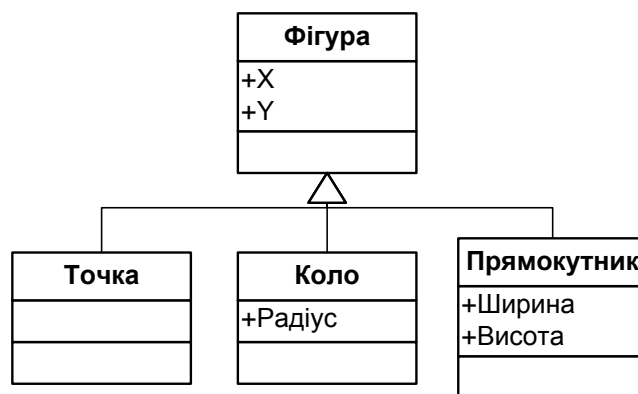 Фігура
+X
+Y
Точка
Коло
+Радіус
Прямокутник
+Ширина
+Висота